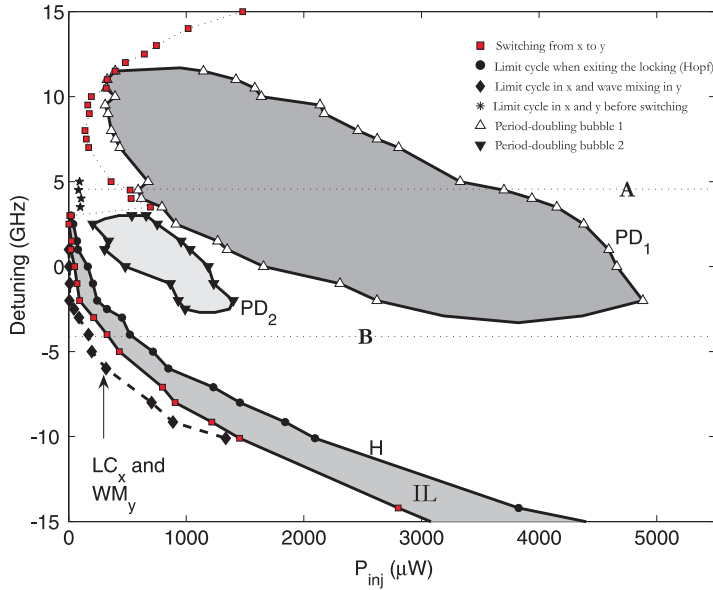 15
10
5
0
-5
-10
-15
Detuning (GHz)
Switching from x to y
Limit cycle when exiting the locking (Hopf)
Limit cycle in x and wave mixing in y
Limit cycle in x and y before switching
Period-doubling bubble 1
Period-doubling bubble 2
A
PD1
PD2
B
H
LCx and
WMy
IL
0 1000 2000 3000 4000 5000
Pinj (μW)